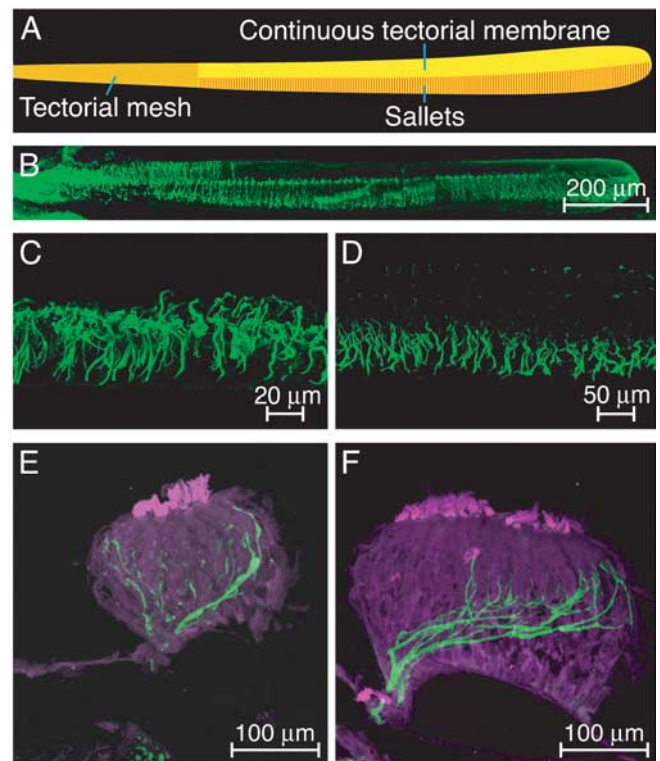 A
Continuous tectorial membrane
Tectorial mesh
Sallets
B
200 μm
C
20 μm
D
50 μm
E
100 μm
F
100 μm